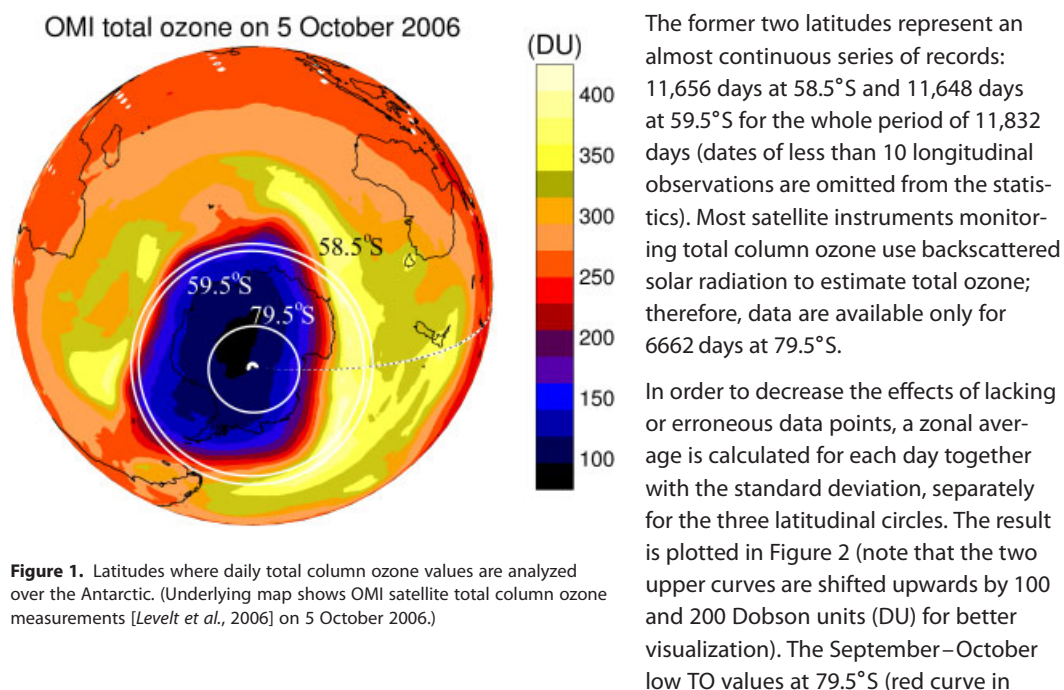 OMI total ozone on 5 October 2006
(DU)
400
350
300
250
200
150
100
58.5°S
59.5°S
79.5°S
Figure 1. Latitudes where daily total column ozone values are analyzed
over the Antarctic. (Underlying map shows OMI satellite total column ozone
measurements [Levelt et al., 2006] on 5 October 2006.)
The former two latitudes represent an
almost continuous series of records:
11,656 days at 58.5°S and 11,648 days
at 59.5°S for the whole period of 11,832
days (dates of less than 10 longitudinal
observations are omitted from the statis-
tics). Most satellite instruments monitor-
ing total column ozone use backscattered
solar radiation to estimate total ozone;
therefore, data are available only for
6662 days at 79.5°S.
In order to decrease the effects of lacking
or erroneous data points, a zonal aver-
age is calculated for each day together
with the standard deviation, separately
for the three latitudinal circles. The result
is plotted in Figure 2 (note that the two
upper curves are shifted upwards by 100
and 200 Dobson units (DU) for better
visualization). The September–October
low TO values at 79.5°S (red curve in